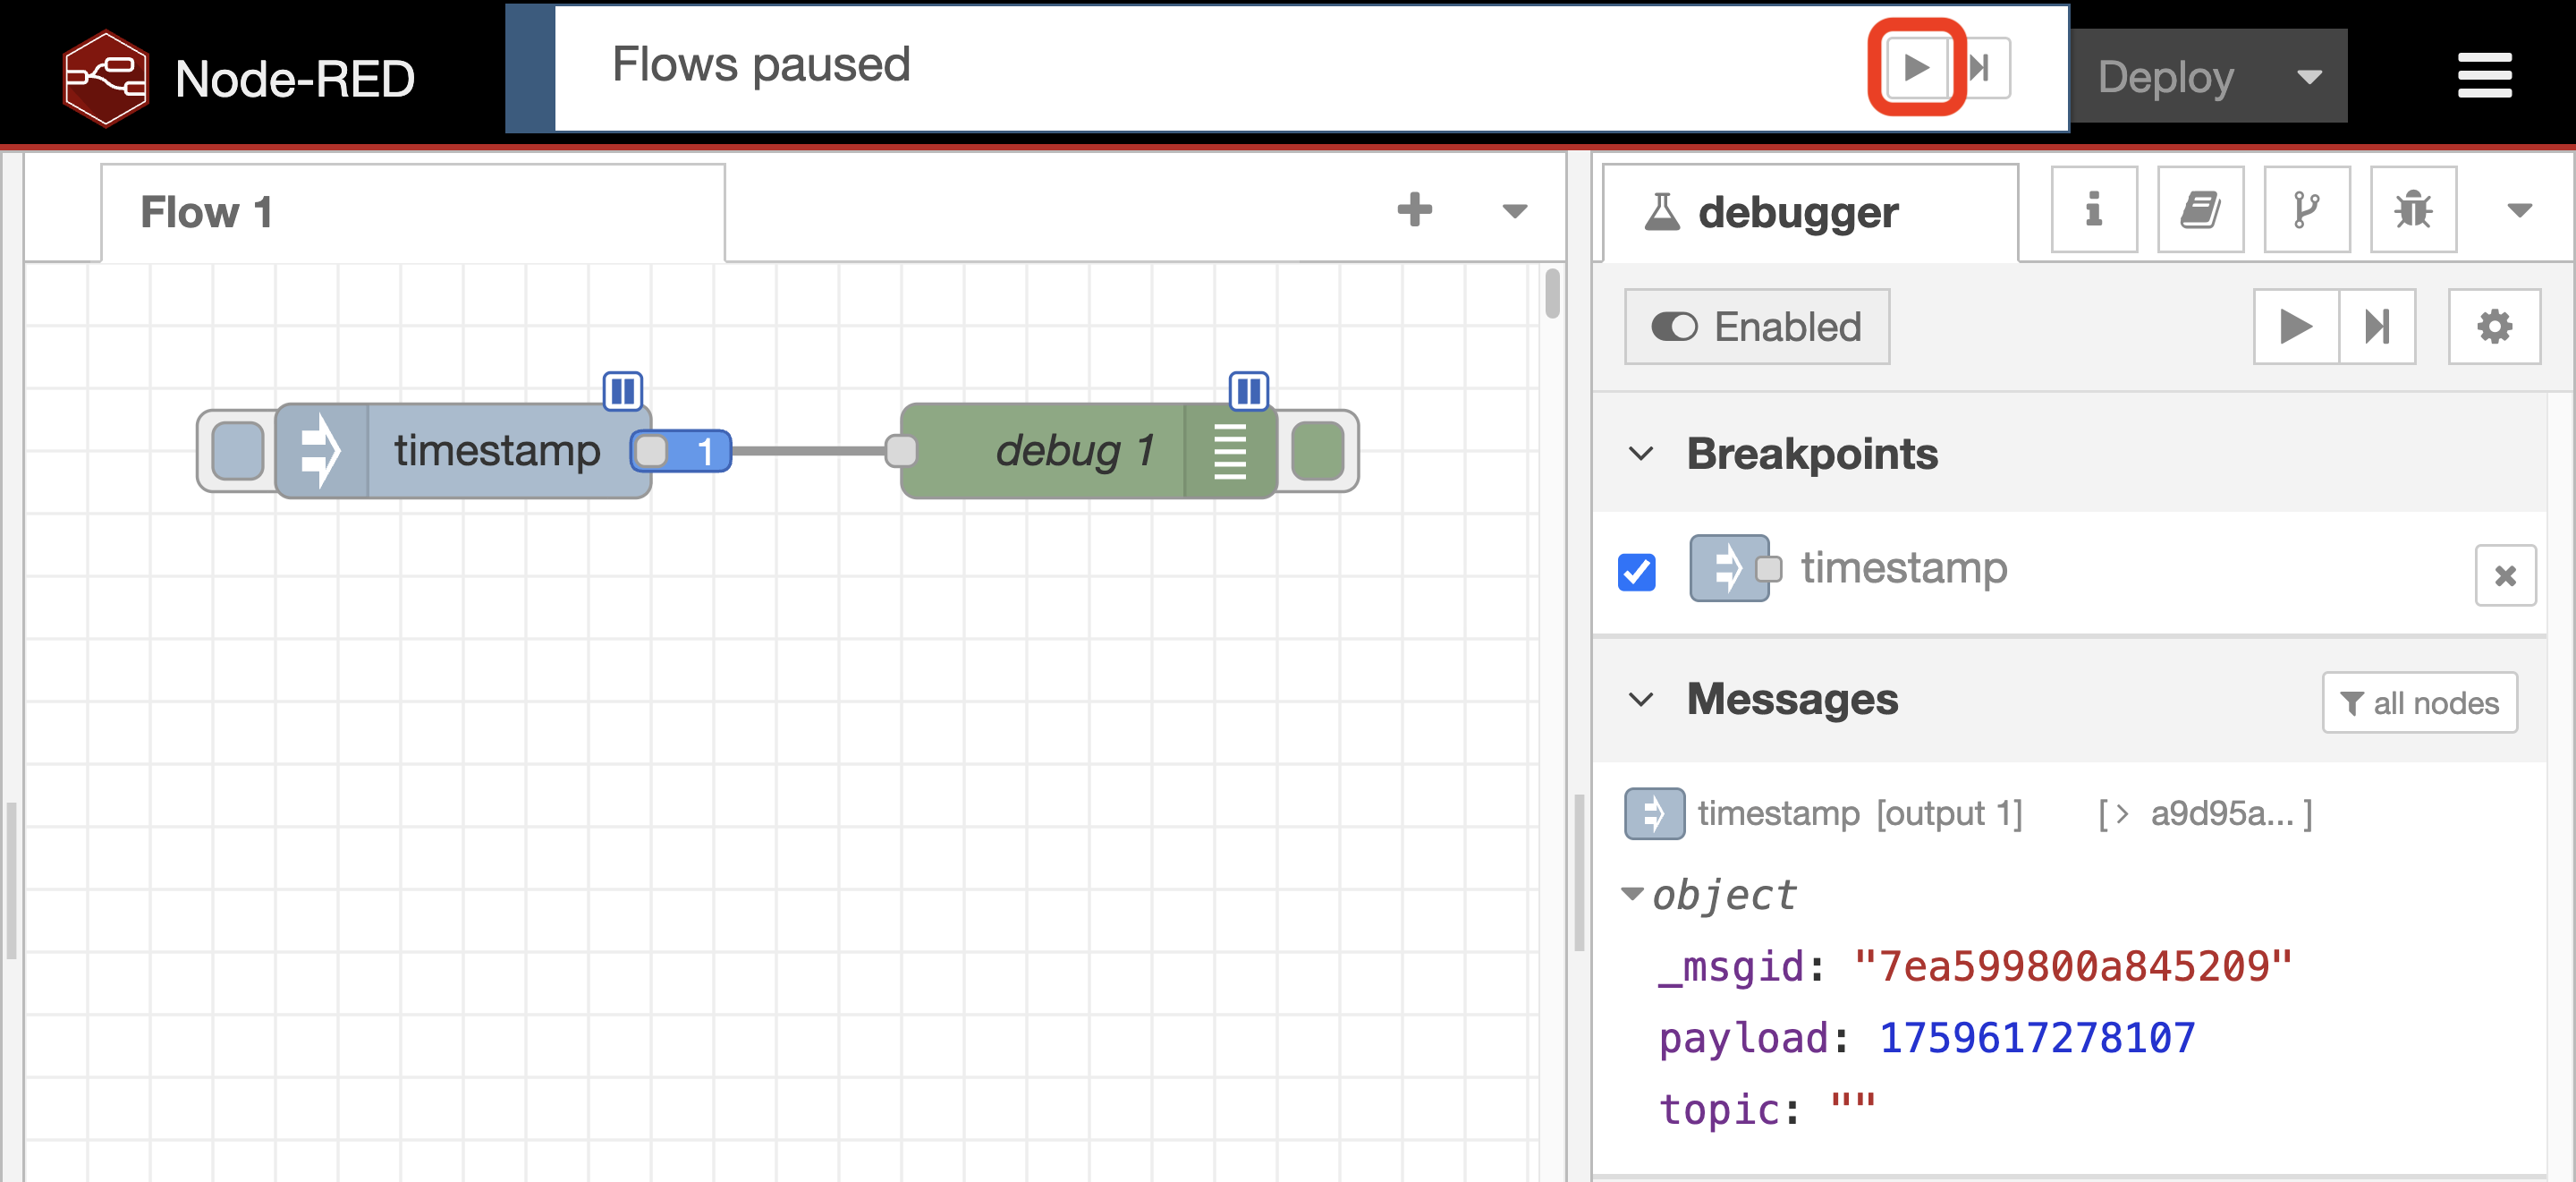 Node-RED
Flows paused
Deploy
Flow 1
debugger
Enabled
timestamp
1
debug 1
Breakpoints
timestamp
Messages
all nodes
timestamp [output 1] [> a9d95a... ]
object
_msgid: "7ea599800a845209"
payload: 1759617278107
topic: ""